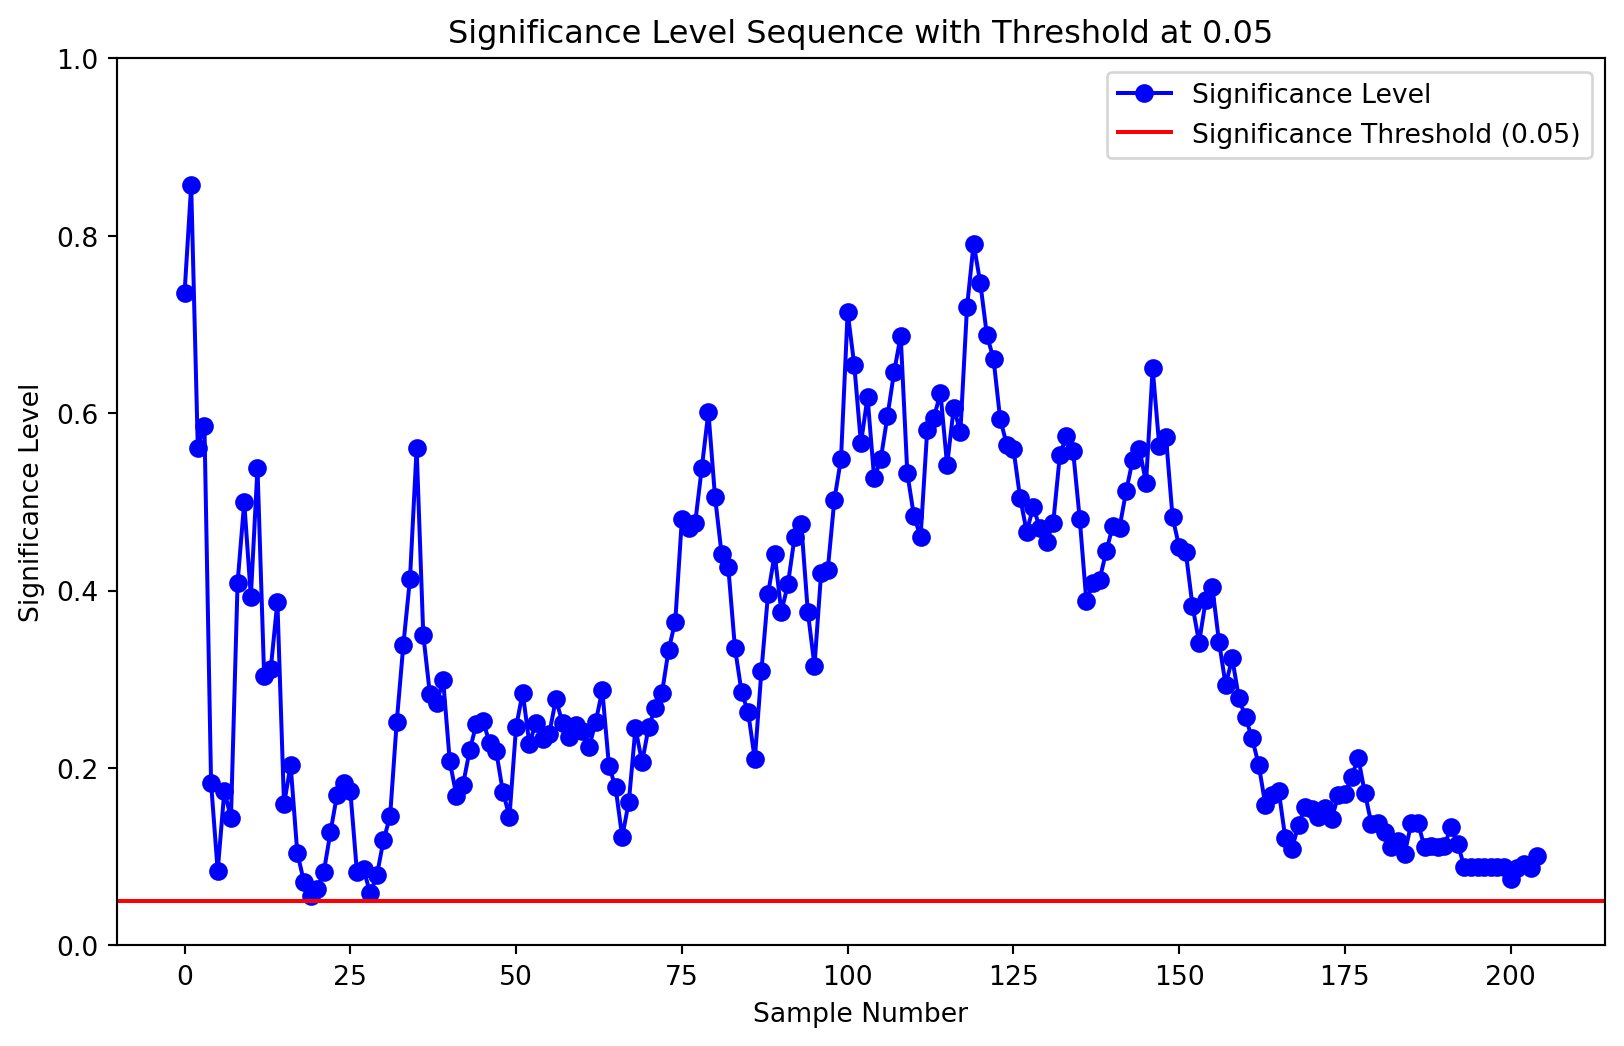 Significance Level Sequence with Threshold at 0.05
1.0
0.8
0.6
0.4
0.2
0.0
Significance Level
Significance Level
Significance Threshold (0.05)
0 25 50 75 100 125 150 175 200
Sample Number